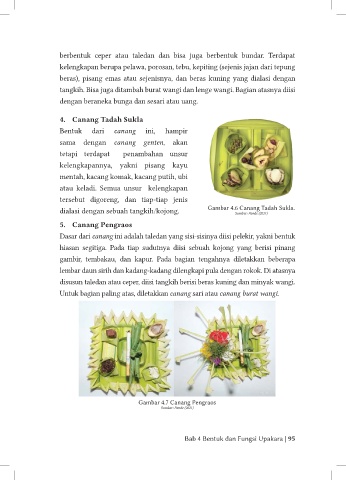 berbentuk ceper atau taledan dan bisa juga berbentuk bundar. Terdapat
kelengkapan berupa pelawa, porosan, tebu, kepiting (sejenis jajan dari tepung
beras), pisang emas atau sejenisnya, dan beras kuning yang dialasi dengan
tangkih. Bisa juga ditambah burat wangi dan lenge wangi. Bagian atasnya diisi
dengan beraneka bunga dan sesari atau uang.
4. Canang Tadah Sukla
Bentuk dari canang ini, hampir
sama dengan canang genten, akan
tetapi terdapat penambahan unsur
kelengkapannya, yakni pisang kayu
mentah, kacang komak, kacang putih, ubi
atau keladi. Semua unsur kelengkapan
tersebut digoreng, dan tiap-tiap jenis
dialasi dengan sebuah tangkih/kojong.
Gambar 4.6 Canang Tadah Sukla.
5. Canang Pengraos
Dasar dari canang ini adalah taledan yang sisi-sisinya diisi pelekir, yakni bentuk
hiasan segitiga. Pada tiap sudutnya diisi sebuah kojong yang berisi pinang
gambir, tembakau, dan kapur. Pada bagian tengahnya diletakkan beberapa
lembar daun sirih dan kadang-kadang dilengkapi pula dengan rokok. Di atasnya
disusun taledan atau ceper, diisi tangkih berisi beras kuning dan minyak wangi.
Untuk bagian paling atas, diletakkan canang sari atau canang burat wangi.
Gambar 4.7 Canang Pengraos
Bab 4 Bentuk dan Fungsi Upakara | 95